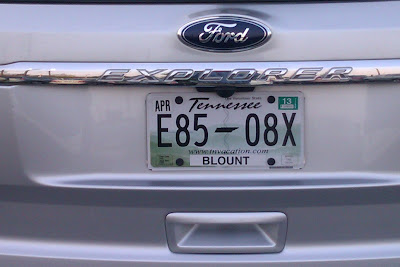 Ford
EXPLORER
APR Tennessee 13
E85-08X
www.tnvacation.com
BLOUNT